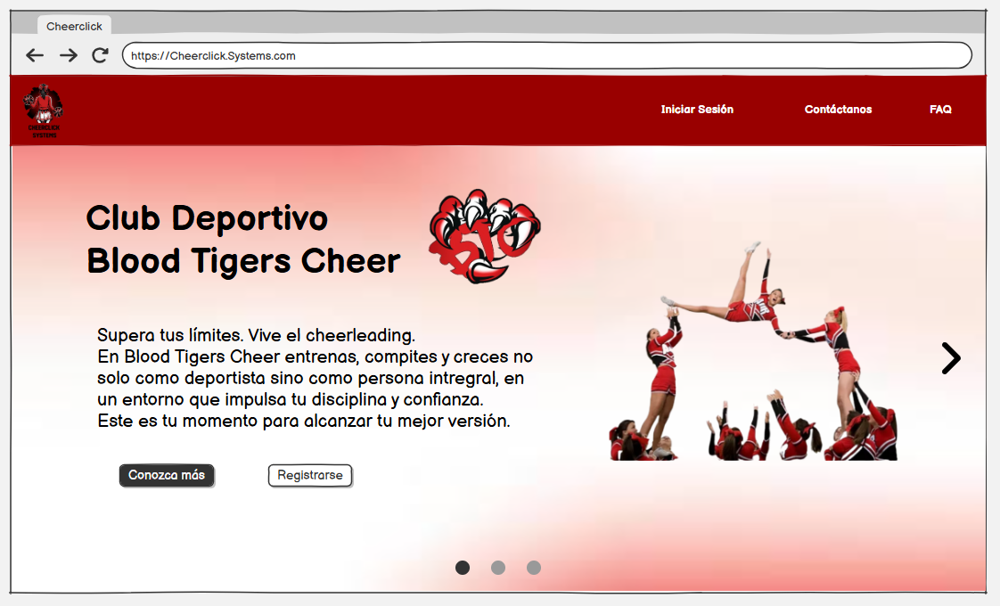 Cheerclick
https://Cheerclick.Systems.com
CHEERCLICK
SYSTEMS
Iniciar Sesión
Contáctanos
FAQ
Club Deportivo
Blood Tigers Cheer
BTC
Supera tus límites. Vive el cheerleading.
En Blood Tigers Cheer entrenas, compites y creces no
solo como deportista sino como persona intregral, en
un entorno que impulsa tu disciplina y confianza.
Este es tu momento para alcanzar tu mejor versión.
Conozca más
Registrarse